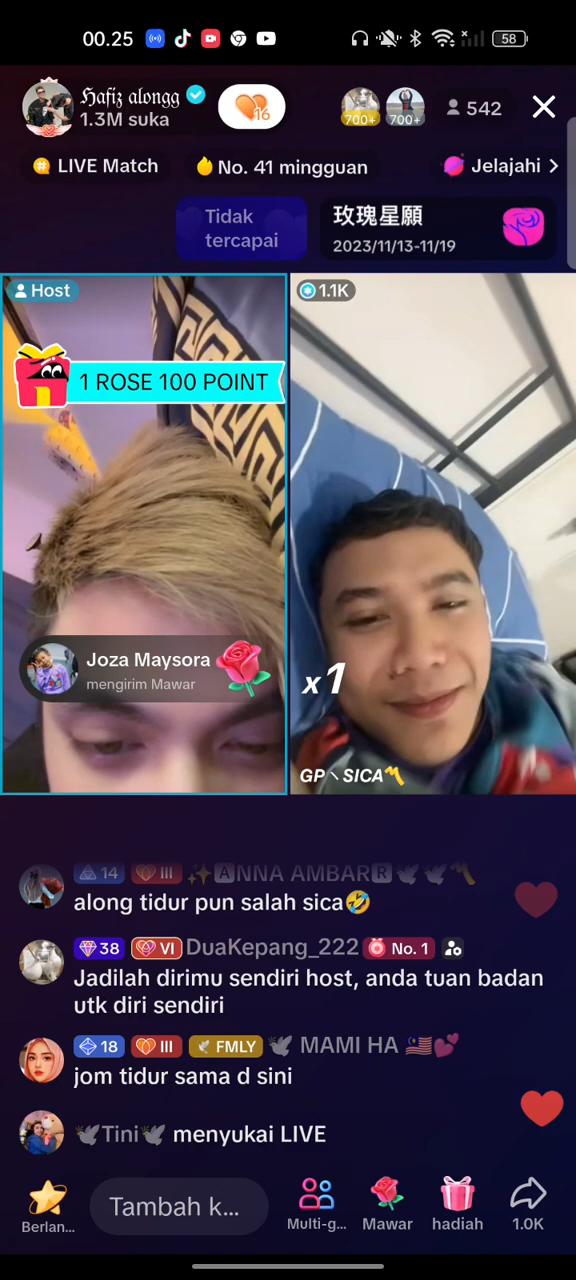 00.25
58
Hafiz alongg
1.3M suka
16
700+
700+
542
LIVE Match
No. 41 mingguan
Jelajahi
Tidak
tercapai
玫瑰星願
2023/11/13-11/19
Host
1.1K
1 ROSE 100 POINT
Joza Maysora
mengirim Mawar
x1
GP丶SICA〽️
14 III ✨🅰NNA AMBAR🆁🕊🕊〽️
along tidur pun salah sica🤣
38 VI DuaKepang_222 No. 1
Jadilah dirimu sendiri host, anda tuan badan
utk diri sendiri
18 III FMLY 🕊 MAMI HA 🇲🇾💕
jom tidur sama d sini
🕊Tini🕊 menyukai LIVE
Berlan...
Tambah k...
Multi-g...
Mawar
hadiah
1.0K